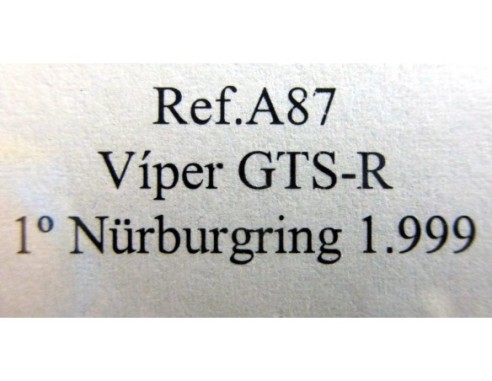 Ref.A87
Víper GTS-R
1º Nürburgring 1.999